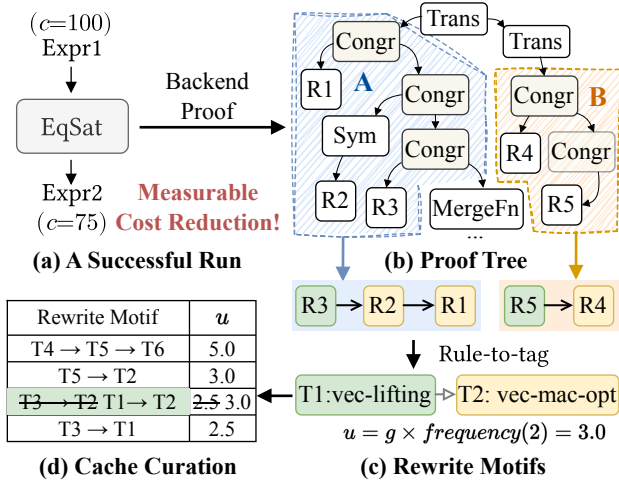 (c=100)
Expr1
EqSat
Expr2
(c=75)
Measurable
Cost Reduction!
(a) A Successful Run
Backend
Proof
Trans
Congr
Trans
R1
A
Congr
Congr
B
Sym
Congr
R4
Congr
R2
R3
MergeFn
R5
...
(b) Proof Tree
R3
R2
R1
R5
R4
Rule-to-tag
T1:vec-lifting
T2: vec-mac-opt
u = g × frequency(2) = 3.0
(c) Rewrite Motifs
Rewrite Motif u
T4 → T5 → T6 5.0
T5 → T2 3.0
T3 → T2 T1 → T2 2.5 3.0
T3 → T1 2.5
(d) Cache Curation